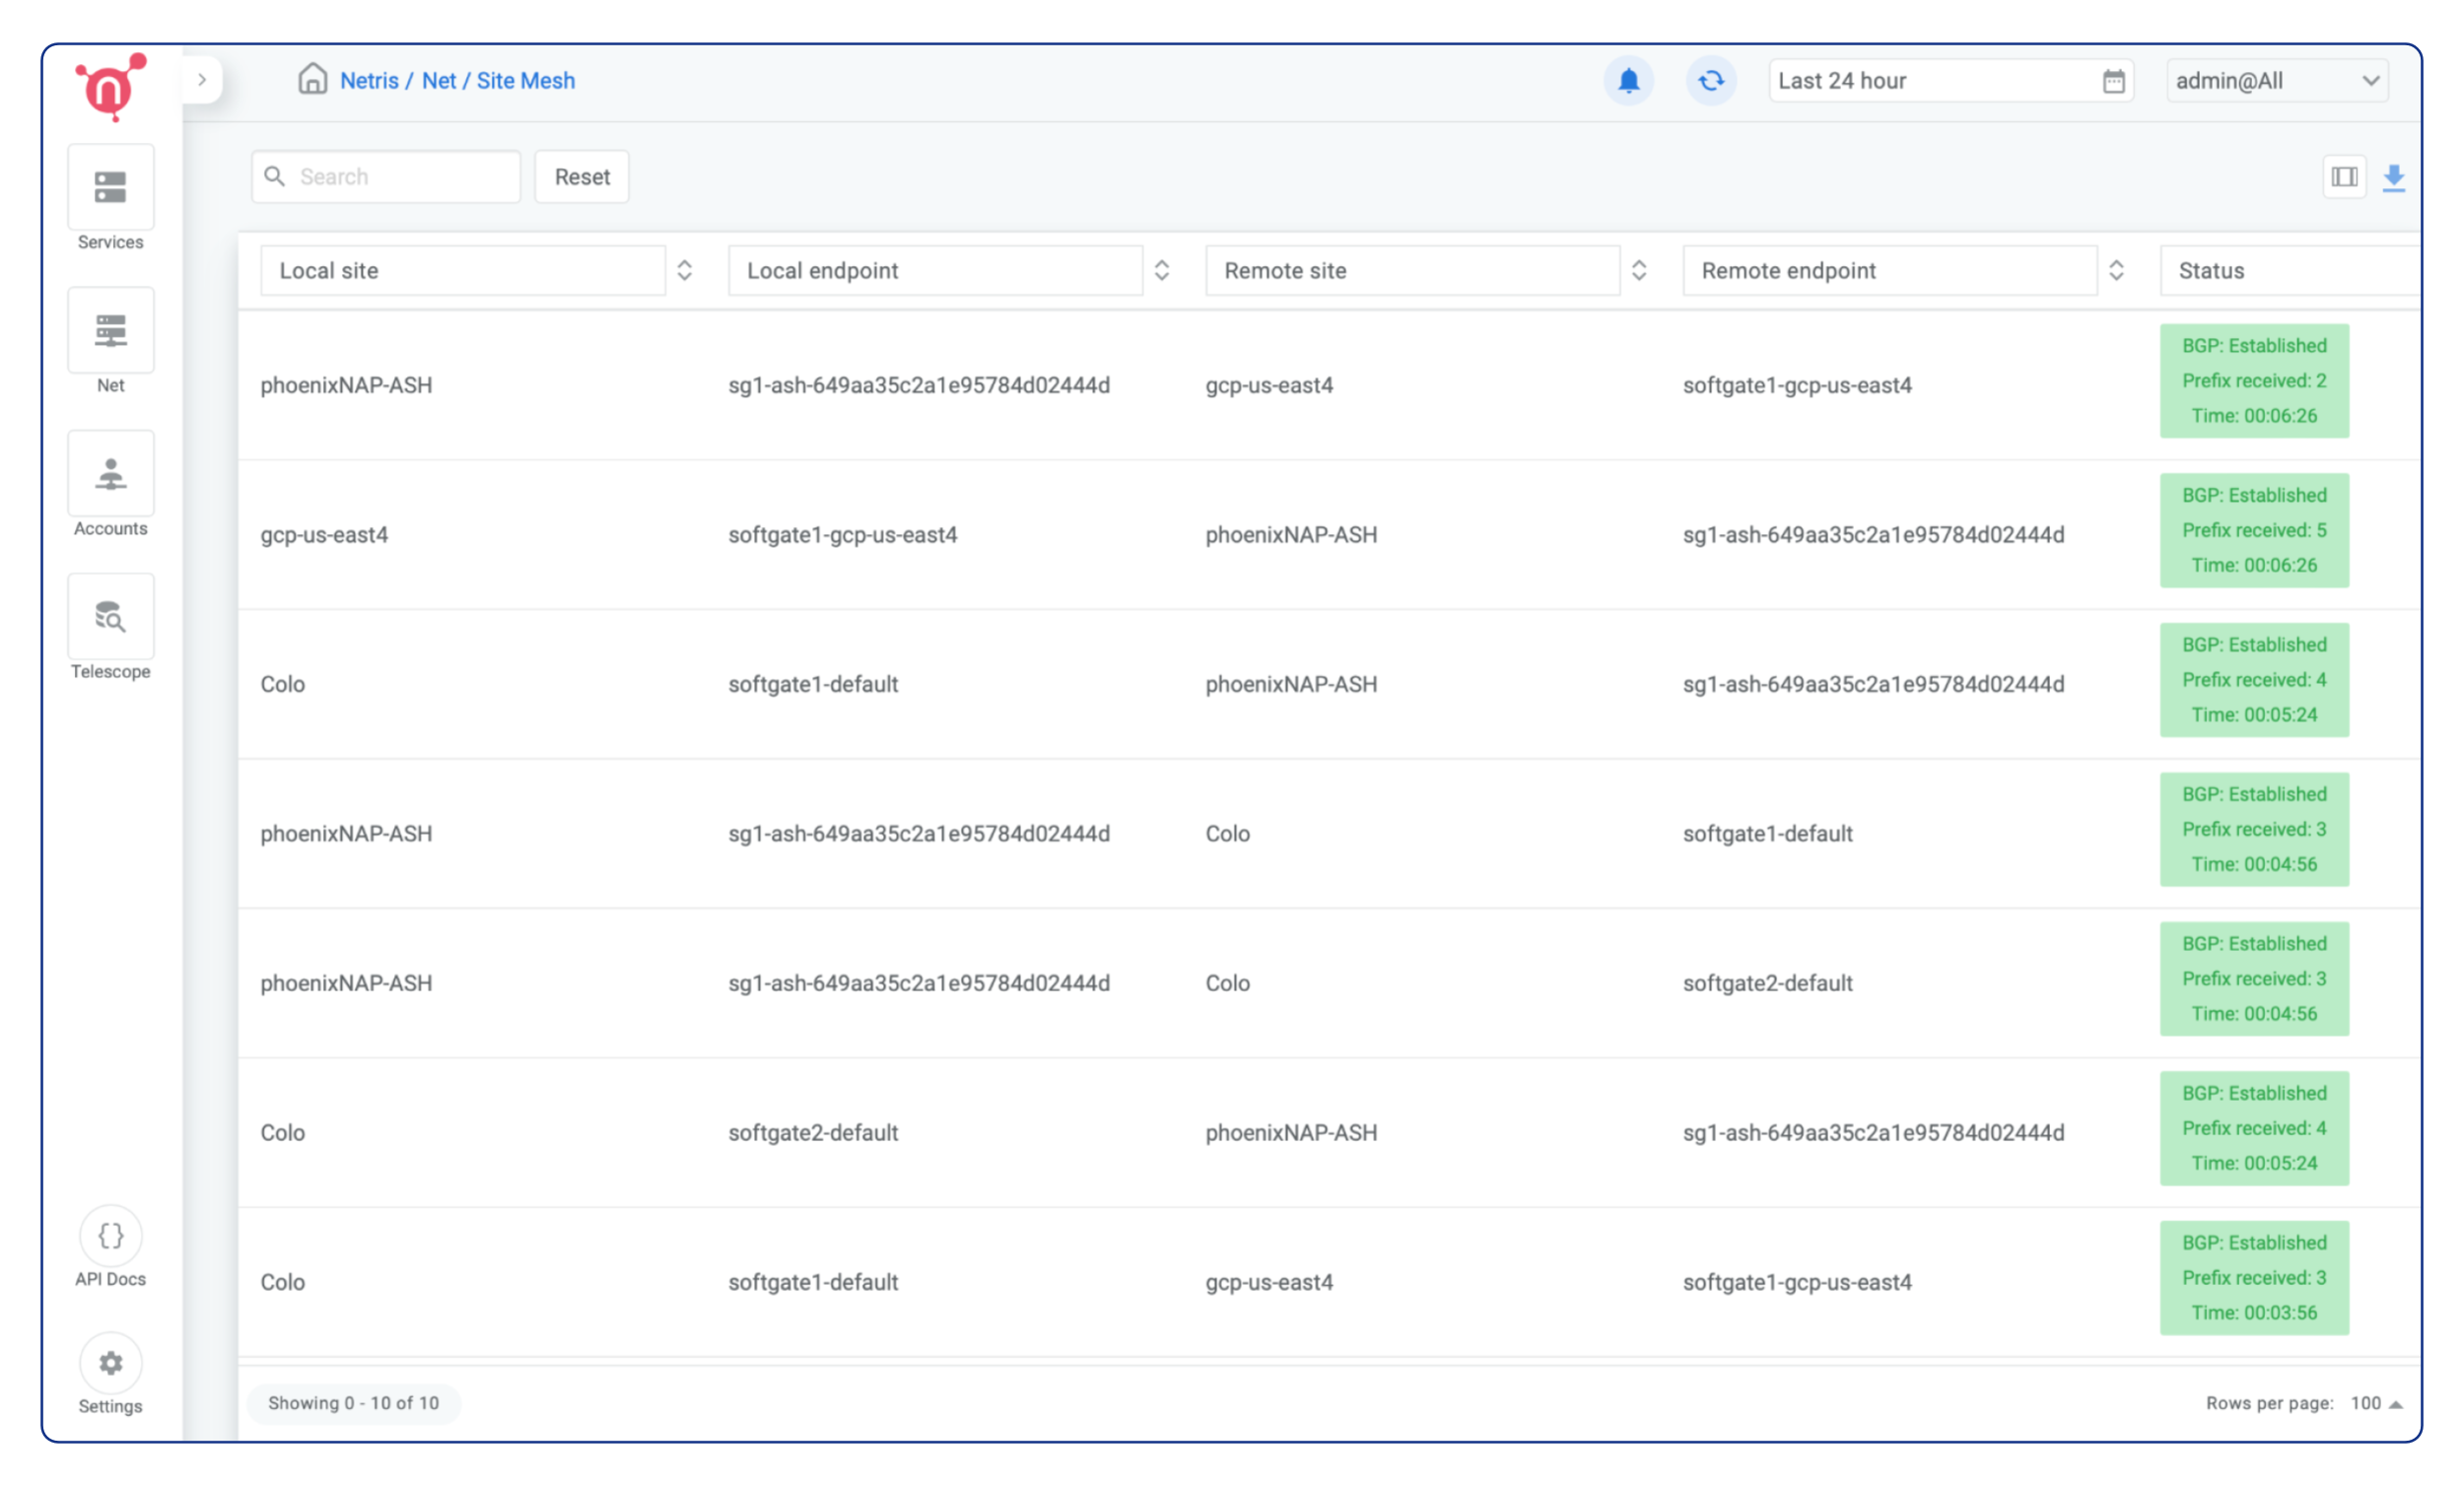 Netris / Net / Site Mesh
Last 24 hour
admin@All
Search
Reset
Services
Net
Accounts
Telescope
API Docs
Settings
Local site Local endpoint Remote site Remote endpoint Status
phoenixNAP-ASH sg1-ash-649aa35c2a1e95784d02444d gcp-us-east4 softgate1-gcp-us-east4
BGP: Established
Prefix received: 2
Time: 00:06:26
gcp-us-east4 softgate1-gcp-us-east4 phoenixNAP-ASH sg1-ash-649aa35c2a1e95784d02444d
BGP: Established
Prefix received: 5
Time: 00:06:26
Colo softgate1-default phoenixNAP-ASH sg1-ash-649aa35c2a1e95784d02444d
BGP: Established
Prefix received: 4
Time: 00:05:24
phoenixNAP-ASH sg1-ash-649aa35c2a1e95784d02444d Colo softgate1-default
BGP: Established
Prefix received: 3
Time: 00:04:56
phoenixNAP-ASH sg1-ash-649aa35c2a1e95784d02444d Colo softgate2-default
BGP: Established
Prefix received: 3
Time: 00:04:56
Colo softgate2-default phoenixNAP-ASH sg1-ash-649aa35c2a1e95784d02444d
BGP: Established
Prefix received: 4
Time: 00:05:24
Colo softgate1-default gcp-us-east4 softgate1-gcp-us-east4
BGP: Established
Prefix received: 3
Time: 00:03:56
Showing 0 - 10 of 10
Rows per page: 100